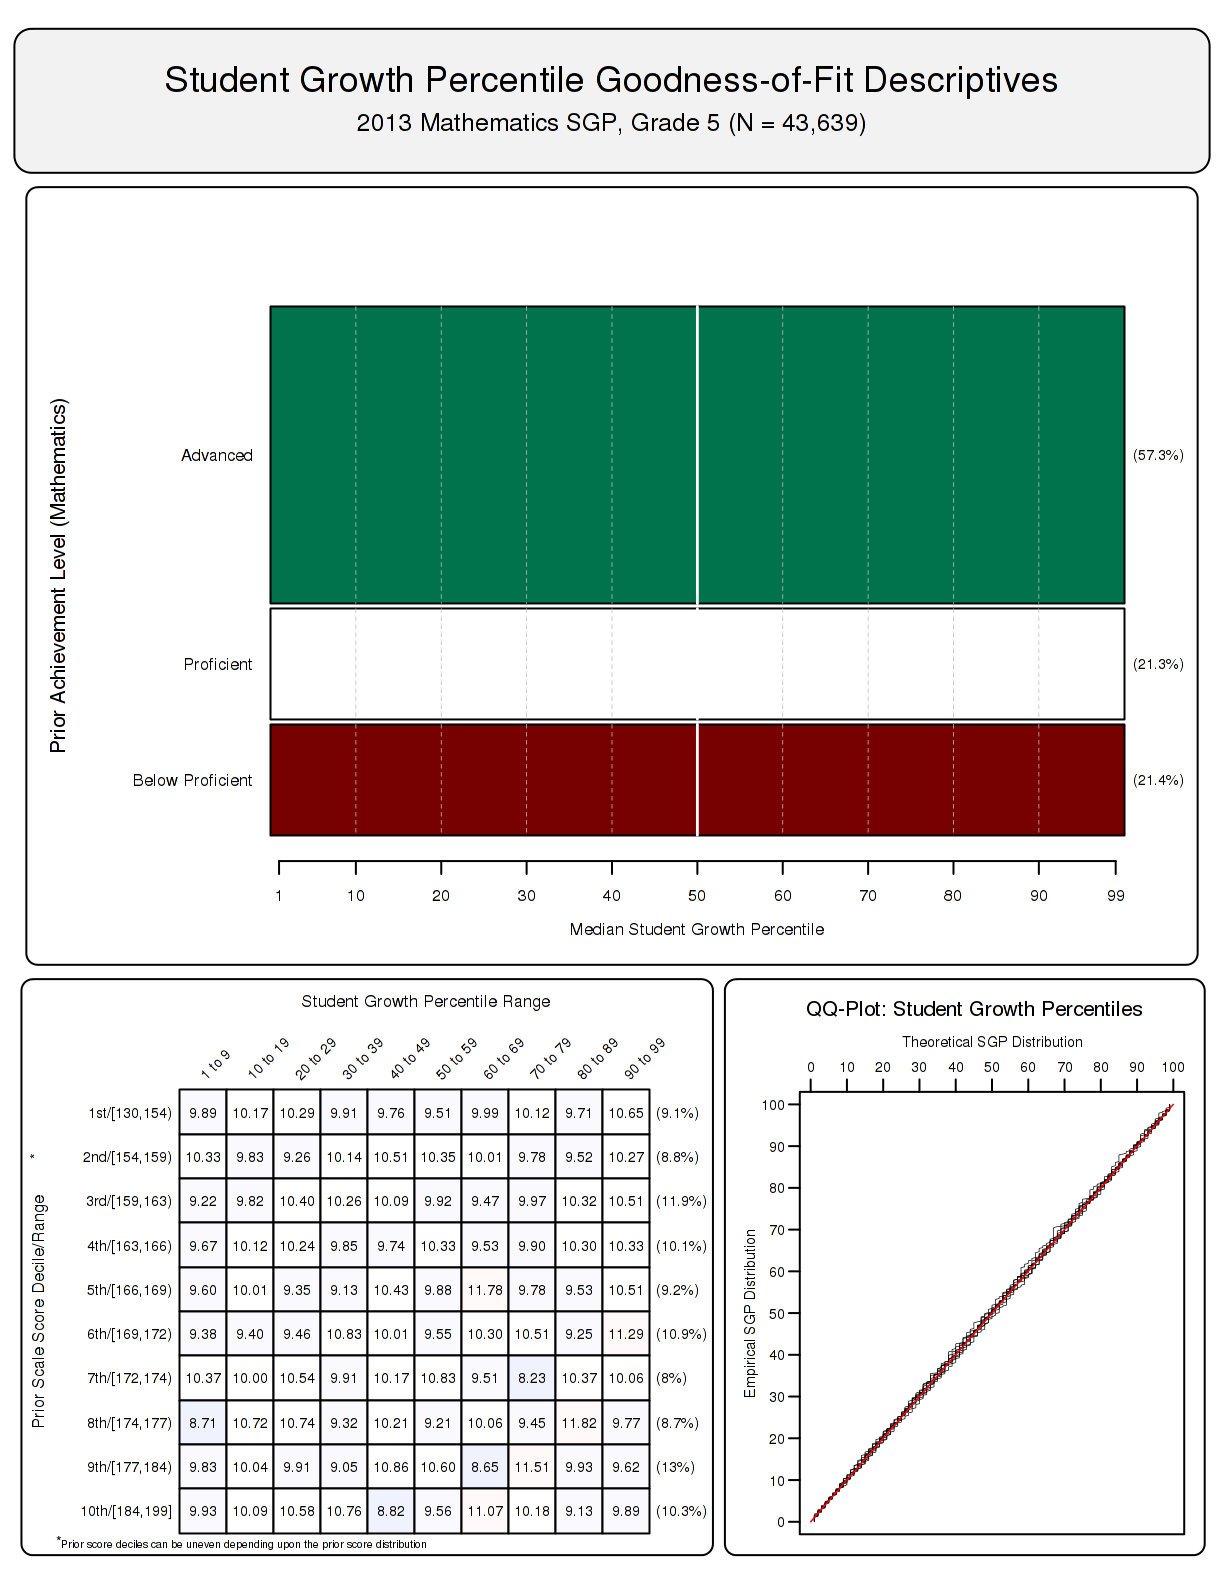 Student Growth Percentile Goodness-of-Fit Descriptives
2013 Mathematics SGP, Grade 5 (N = 43,639)
Prior Achievement Level (Mathematics)
Advanced
(57.3%)
Proficient
(21.3%)
Below Proficient
(21.4%)
1 10 20 30 40 50 60 70 80 90 99
Median Student Growth Percentile
Student Growth Percentile Range
1 to 9 10 to 19 20 to 29 30 to 39 40 to 49 50 to 59 60 to 69 70 to 79 80 to 89 90 to 99
* Prior Scale Score Decile/Range
1st/[130,154) 9.89 10.17 10.29 9.91 9.76 9.51 9.99 10.12 9.71 10.65 (9.1%)
2nd/[154,159) 10.33 9.83 9.26 10.14 10.51 10.35 10.01 9.78 9.52 10.27 (8.8%)
3rd/[159,163) 9.22 9.82 10.40 10.26 10.09 9.92 9.47 9.97 10.32 10.51 (11.9%)
4th/[163,166) 9.67 10.12 10.24 9.85 9.74 10.33 9.53 9.90 10.30 10.33 (10.1%)
5th/[166,169) 9.60 10.01 9.35 9.13 10.43 9.88 11.78 9.78 9.53 10.51 (9.2%)
6th/[169,172) 9.38 9.40 9.46 10.83 10.01 9.55 10.30 10.51 9.25 11.29 (10.9%)
7th/[172,174) 10.37 10.00 10.54 9.91 10.17 10.83 9.51 8.23 10.37 10.06 (8%)
8th/[174,177) 8.71 10.72 10.74 9.32 10.21 9.21 10.06 9.45 11.82 9.77 (8.7%)
9th/[177,184) 9.83 10.04 9.91 9.05 10.86 10.60 8.65 11.51 9.93 9.62 (13%)
10th/[184,199] 9.93 10.09 10.58 10.76 8.82 9.56 11.07 10.18 9.13 9.89 (10.3%)
*Prior score deciles can be uneven depending upon the prior score distribution
QQ-Plot: Student Growth Percentiles
Theoretical SGP Distribution
0 10 20 30 40 50 60 70 80 90 100
Empirical SGP Distribution
100
90
80
70
60
50
40
30
20
10
0